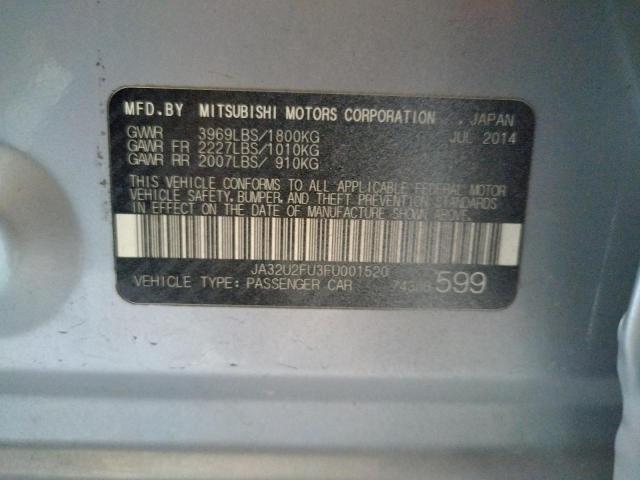 MFD.BY MITSUBISHI MOTORS CORPORATION , JAPAN
GVWR 3969LBS/1800KG JUL 2014
GAWR FR 2227LBS/1010KG
GAWR RR 2007LBS/ 910KG
THIS VEHICLE CONFORMS TO ALL APPLICABLE FEDERAL MOTOR
VEHICLE SAFETY, BUMPER, AND THEFT PREVENTION STANDARDS
IN EFFECT ON THE DATE OF MANUFACTURE SHOWN ABOVE.
JA32U2FU3FU001520
VEHICLE TYPE: PASSENGER CAR 599